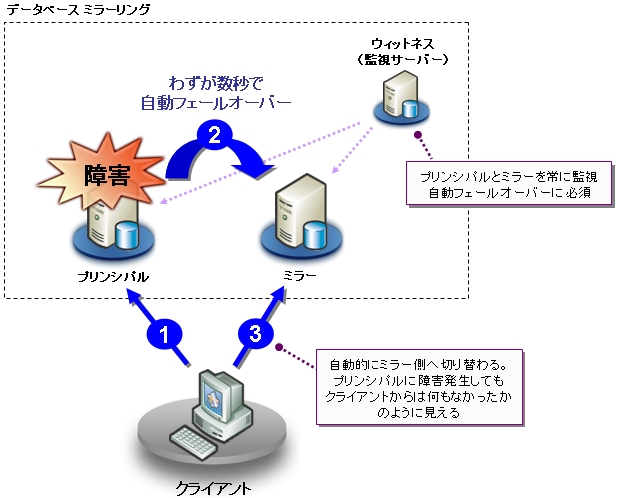 データベース ミラーリング
ウィットネス
（監視サーバー）
わずか数秒で
自動フェールオーバー
2
障害
プリンシパルとミラーを常に監視
自動フェールオーバーに必須
プリンシパル
ミラー
1
3
自動的にミラー側へ切り替わる。
プリンシパルに障害発生しても
クライアントからは何もなかったか
のように見える
クライアント